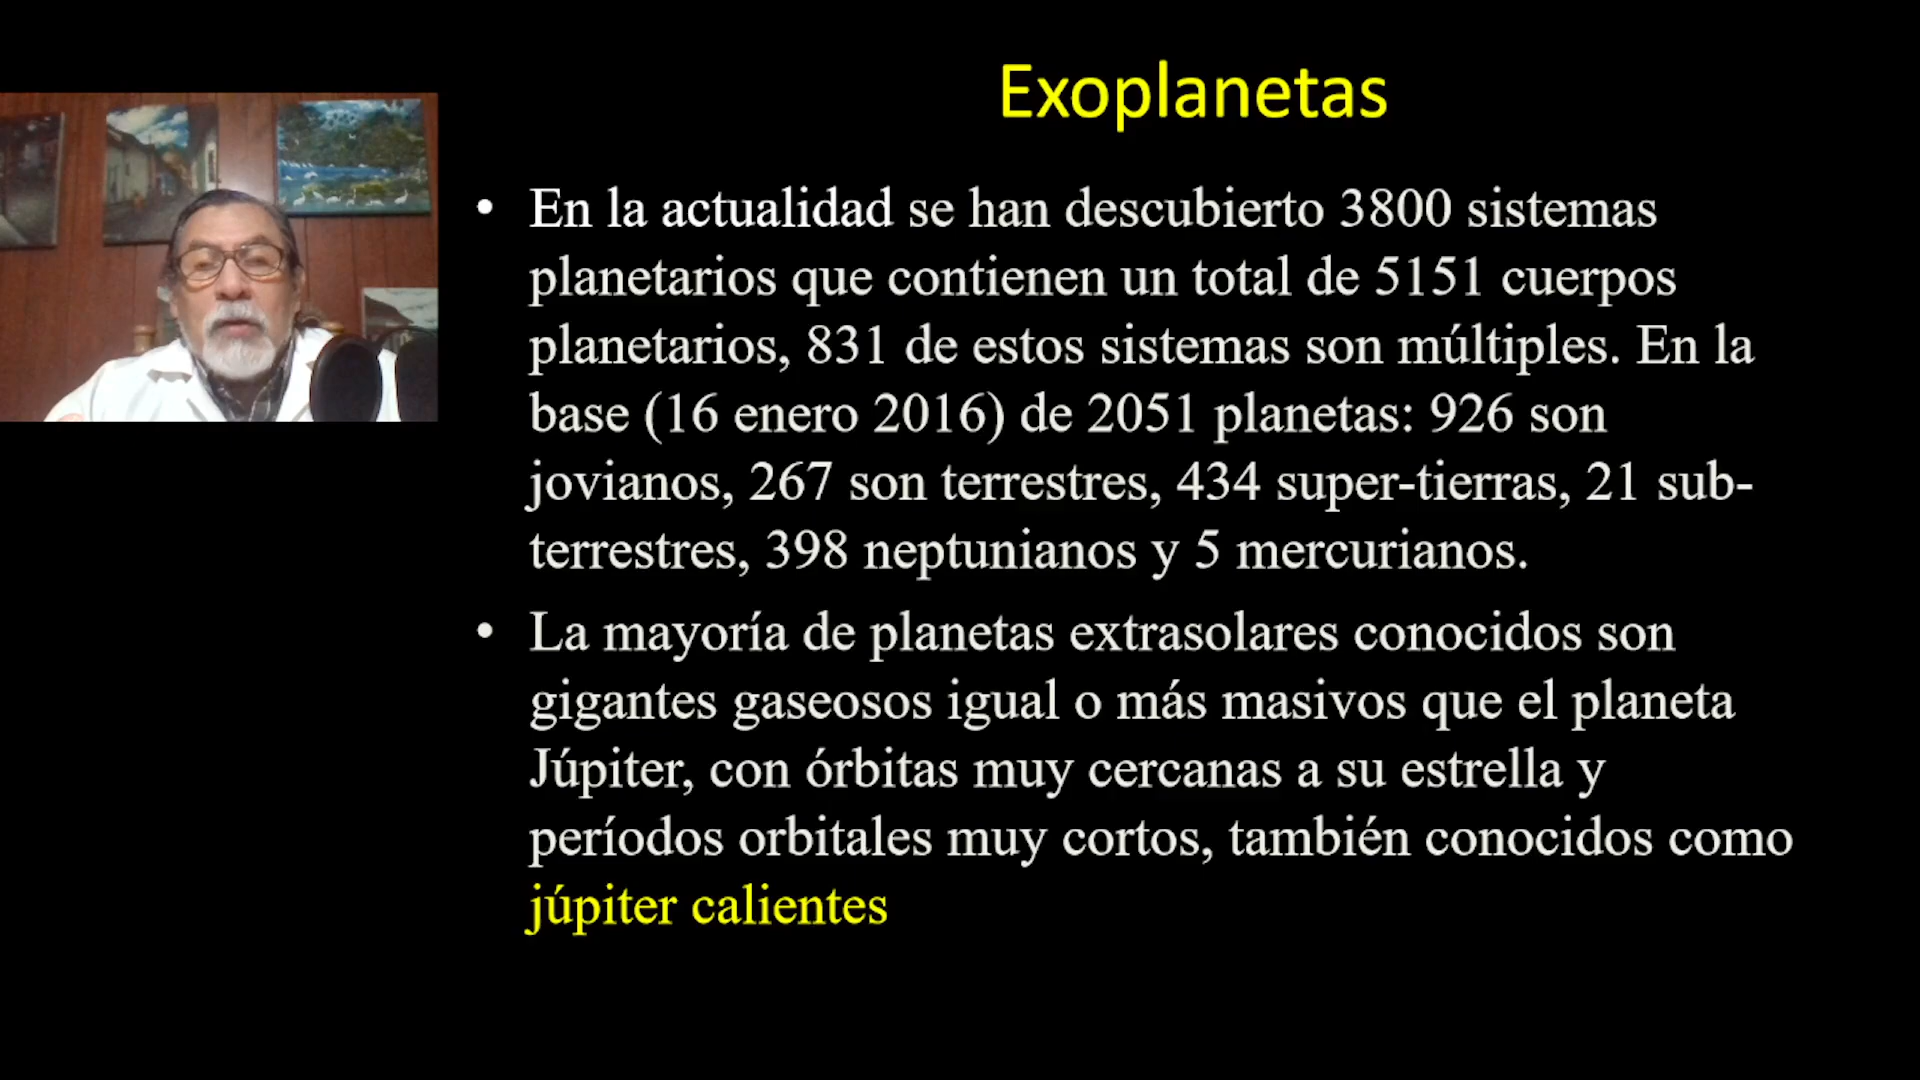 Exoplanetas
• En la actualidad se han descubierto 3800 sistemas
planetarios que contienen un total de 5151 cuerpos
planetarios, 831 de estos sistemas son múltiples. En la
base (16 enero 2016) de 2051 planetas: 926 son
jovianos, 267 son terrestres, 434 super-tierras, 21 sub-
terrestres, 398 neptunianos y 5 mercurianos.
• La mayoría de planetas extrasolares conocidos son
gigantes gaseosos igual o más masivos que el planeta
Júpiter, con órbitas muy cercanas a su estrella y
períodos orbitales muy cortos, también conocidos como
júpiter calientes